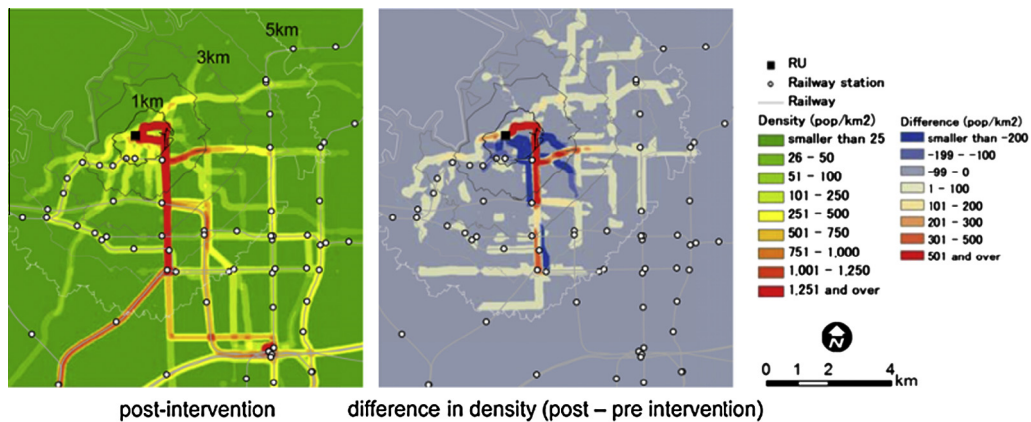 5km
3km
1km
RU
Railway station
Railway
Density (pop/km2)
smaller than 25
26 - 50
51 - 100
101 - 250
251 - 500
501 - 750
751 - 1,000
1,001 - 1,250
1,251 and over
Difference (pop/km2)
smaller than -200
-199 - -100
-99 - 0
1 - 100
101 - 200
201 - 300
301 - 500
501 and over
N
0 1 2 4
km
post-intervention
difference in density (post – pre intervention)